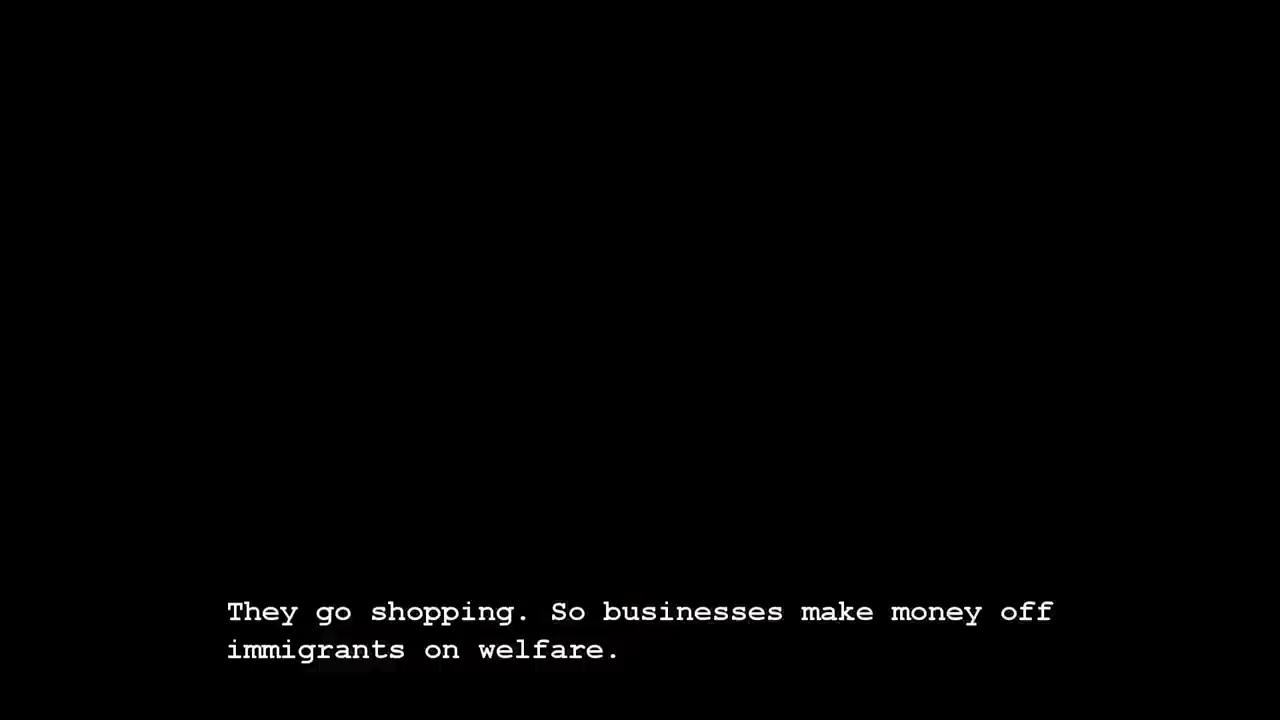 They go shopping. So businesses make money off
immigrants on welfare.